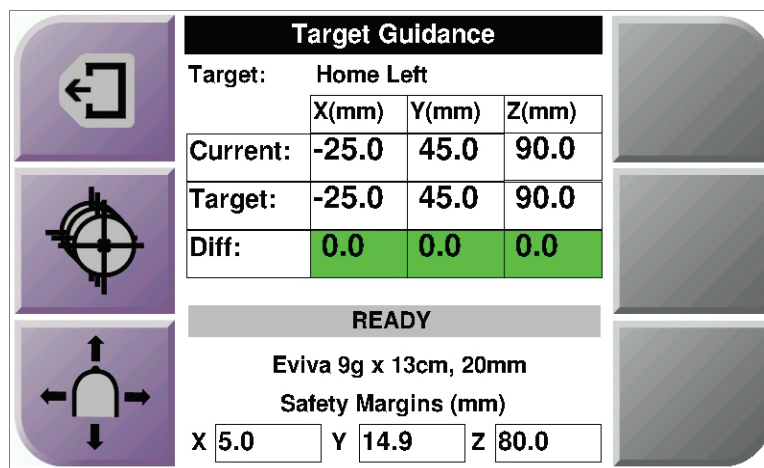 Target Guidance
Target: Home Left
X(mm) Y(mm) Z(mm)
Current: -25.0 45.0 90.0
Target: -25.0 45.0 90.0
Diff: 0.0 0.0 0.0
READY
Eviva 9g x 13cm, 20mm
Safety Margins (mm)
X 5.0 Y 14.9 Z 80.0